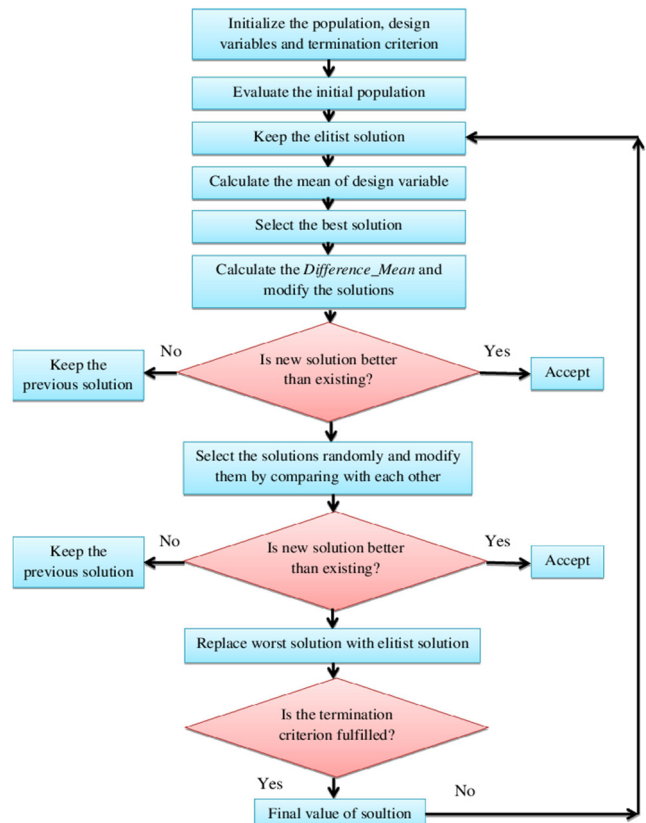 Initialize the population, design
variables and termination criterion
Evaluate the initial population
Keep the elitist solution
Calculate the mean of design variable
Select the best solution
Calculate the Difference_Mean and
modify the solutions
No
Is new solution better
than existing?
Yes
Keep the
previous solution
Accept
Select the solutions randomly and modify
them by comparing with each other
No
Is new solution better
than existing?
Yes
Keep the
previous solution
Accept
Replace worst solution with elitist solution
Is the termination
criterion fulfilled?
Yes
No
Final value of soultion